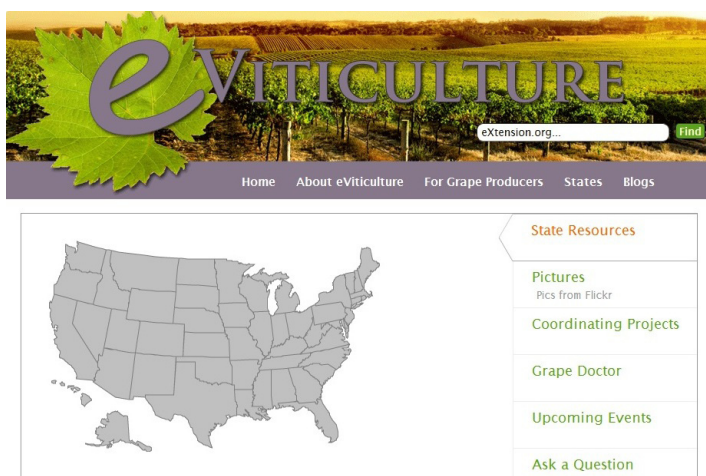 eVITICULTURE
eXtension.org...
Find
Home About eViticulture For Grape Producers States Blogs
State Resources
Pictures
Pics from Flickr
Coordinating Projects
Grape Doctor
Upcoming Events
Ask a Question